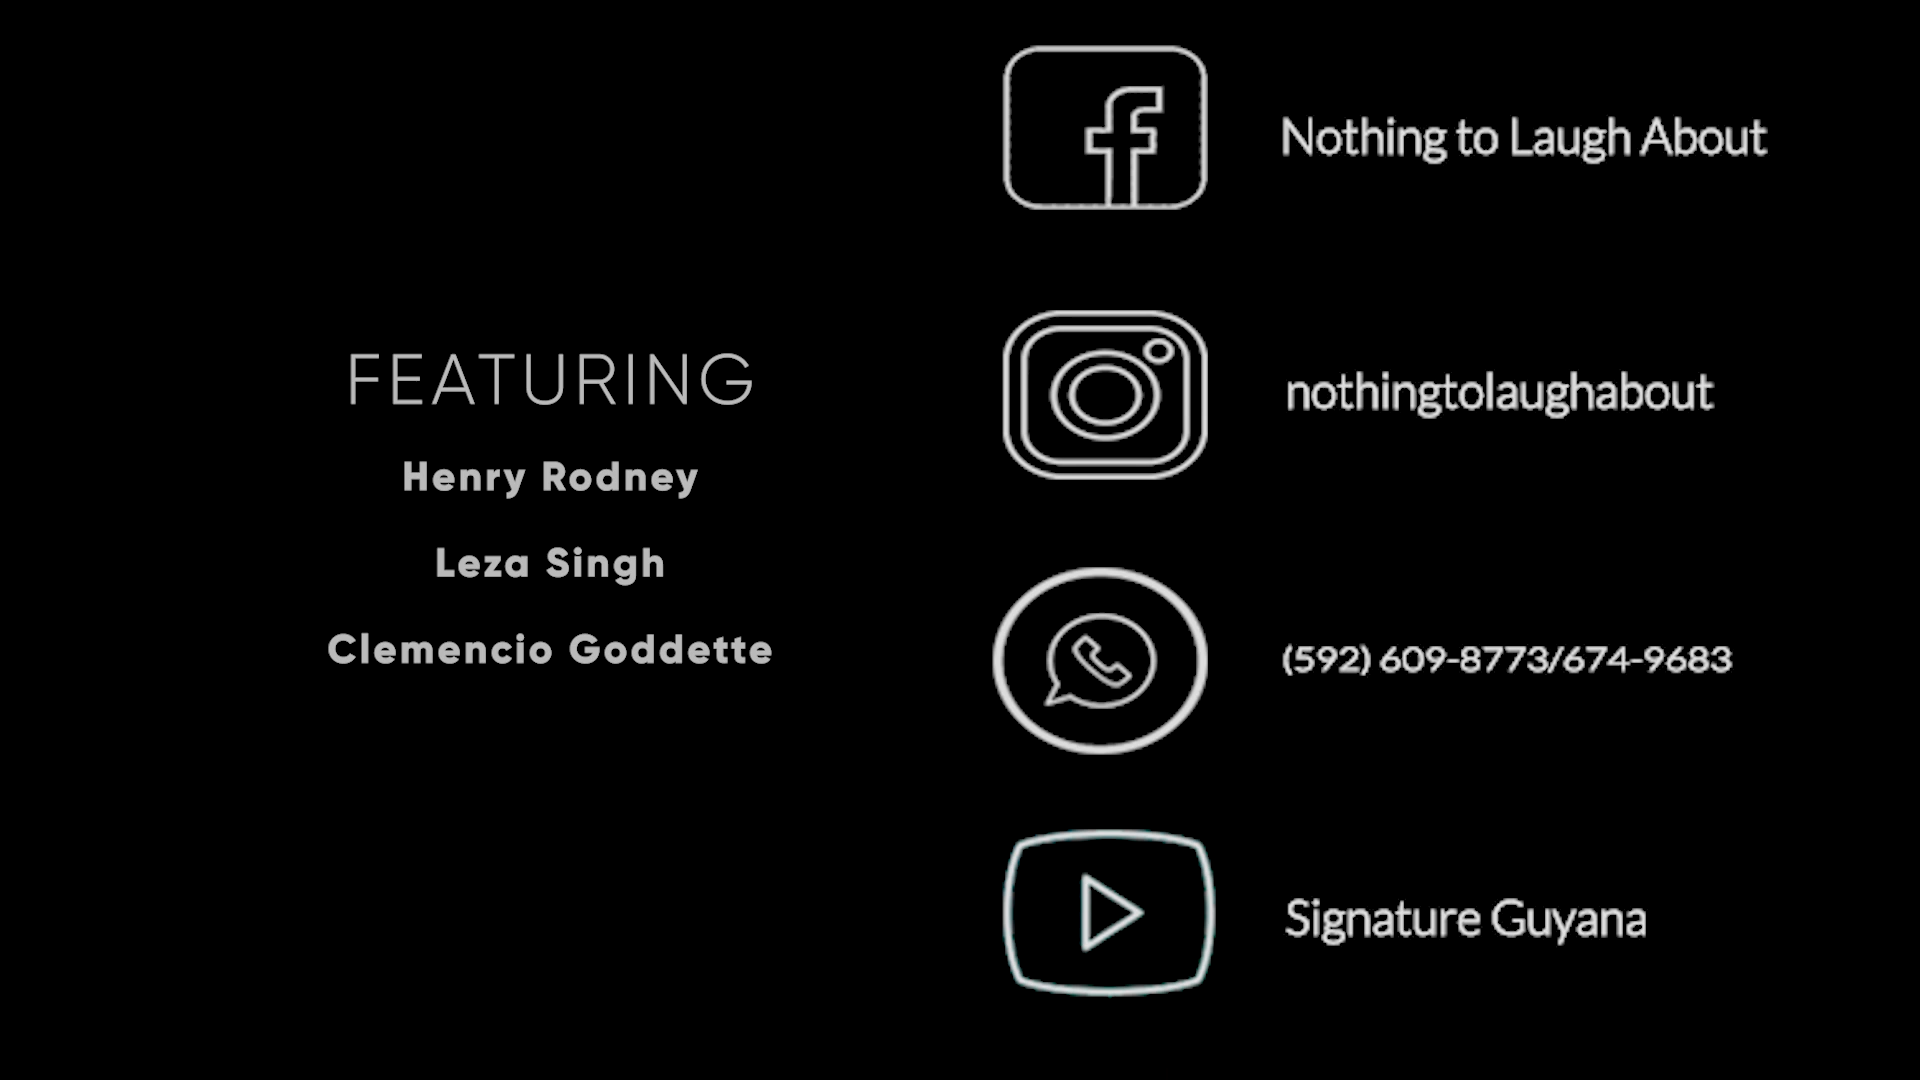 FEATURING
Henry Rodney
Leza Singh
Clemencio Goddette
Nothing to Laugh About
nothingtolaughabout
(592) 609-8773/674-9683
Signature Guyana